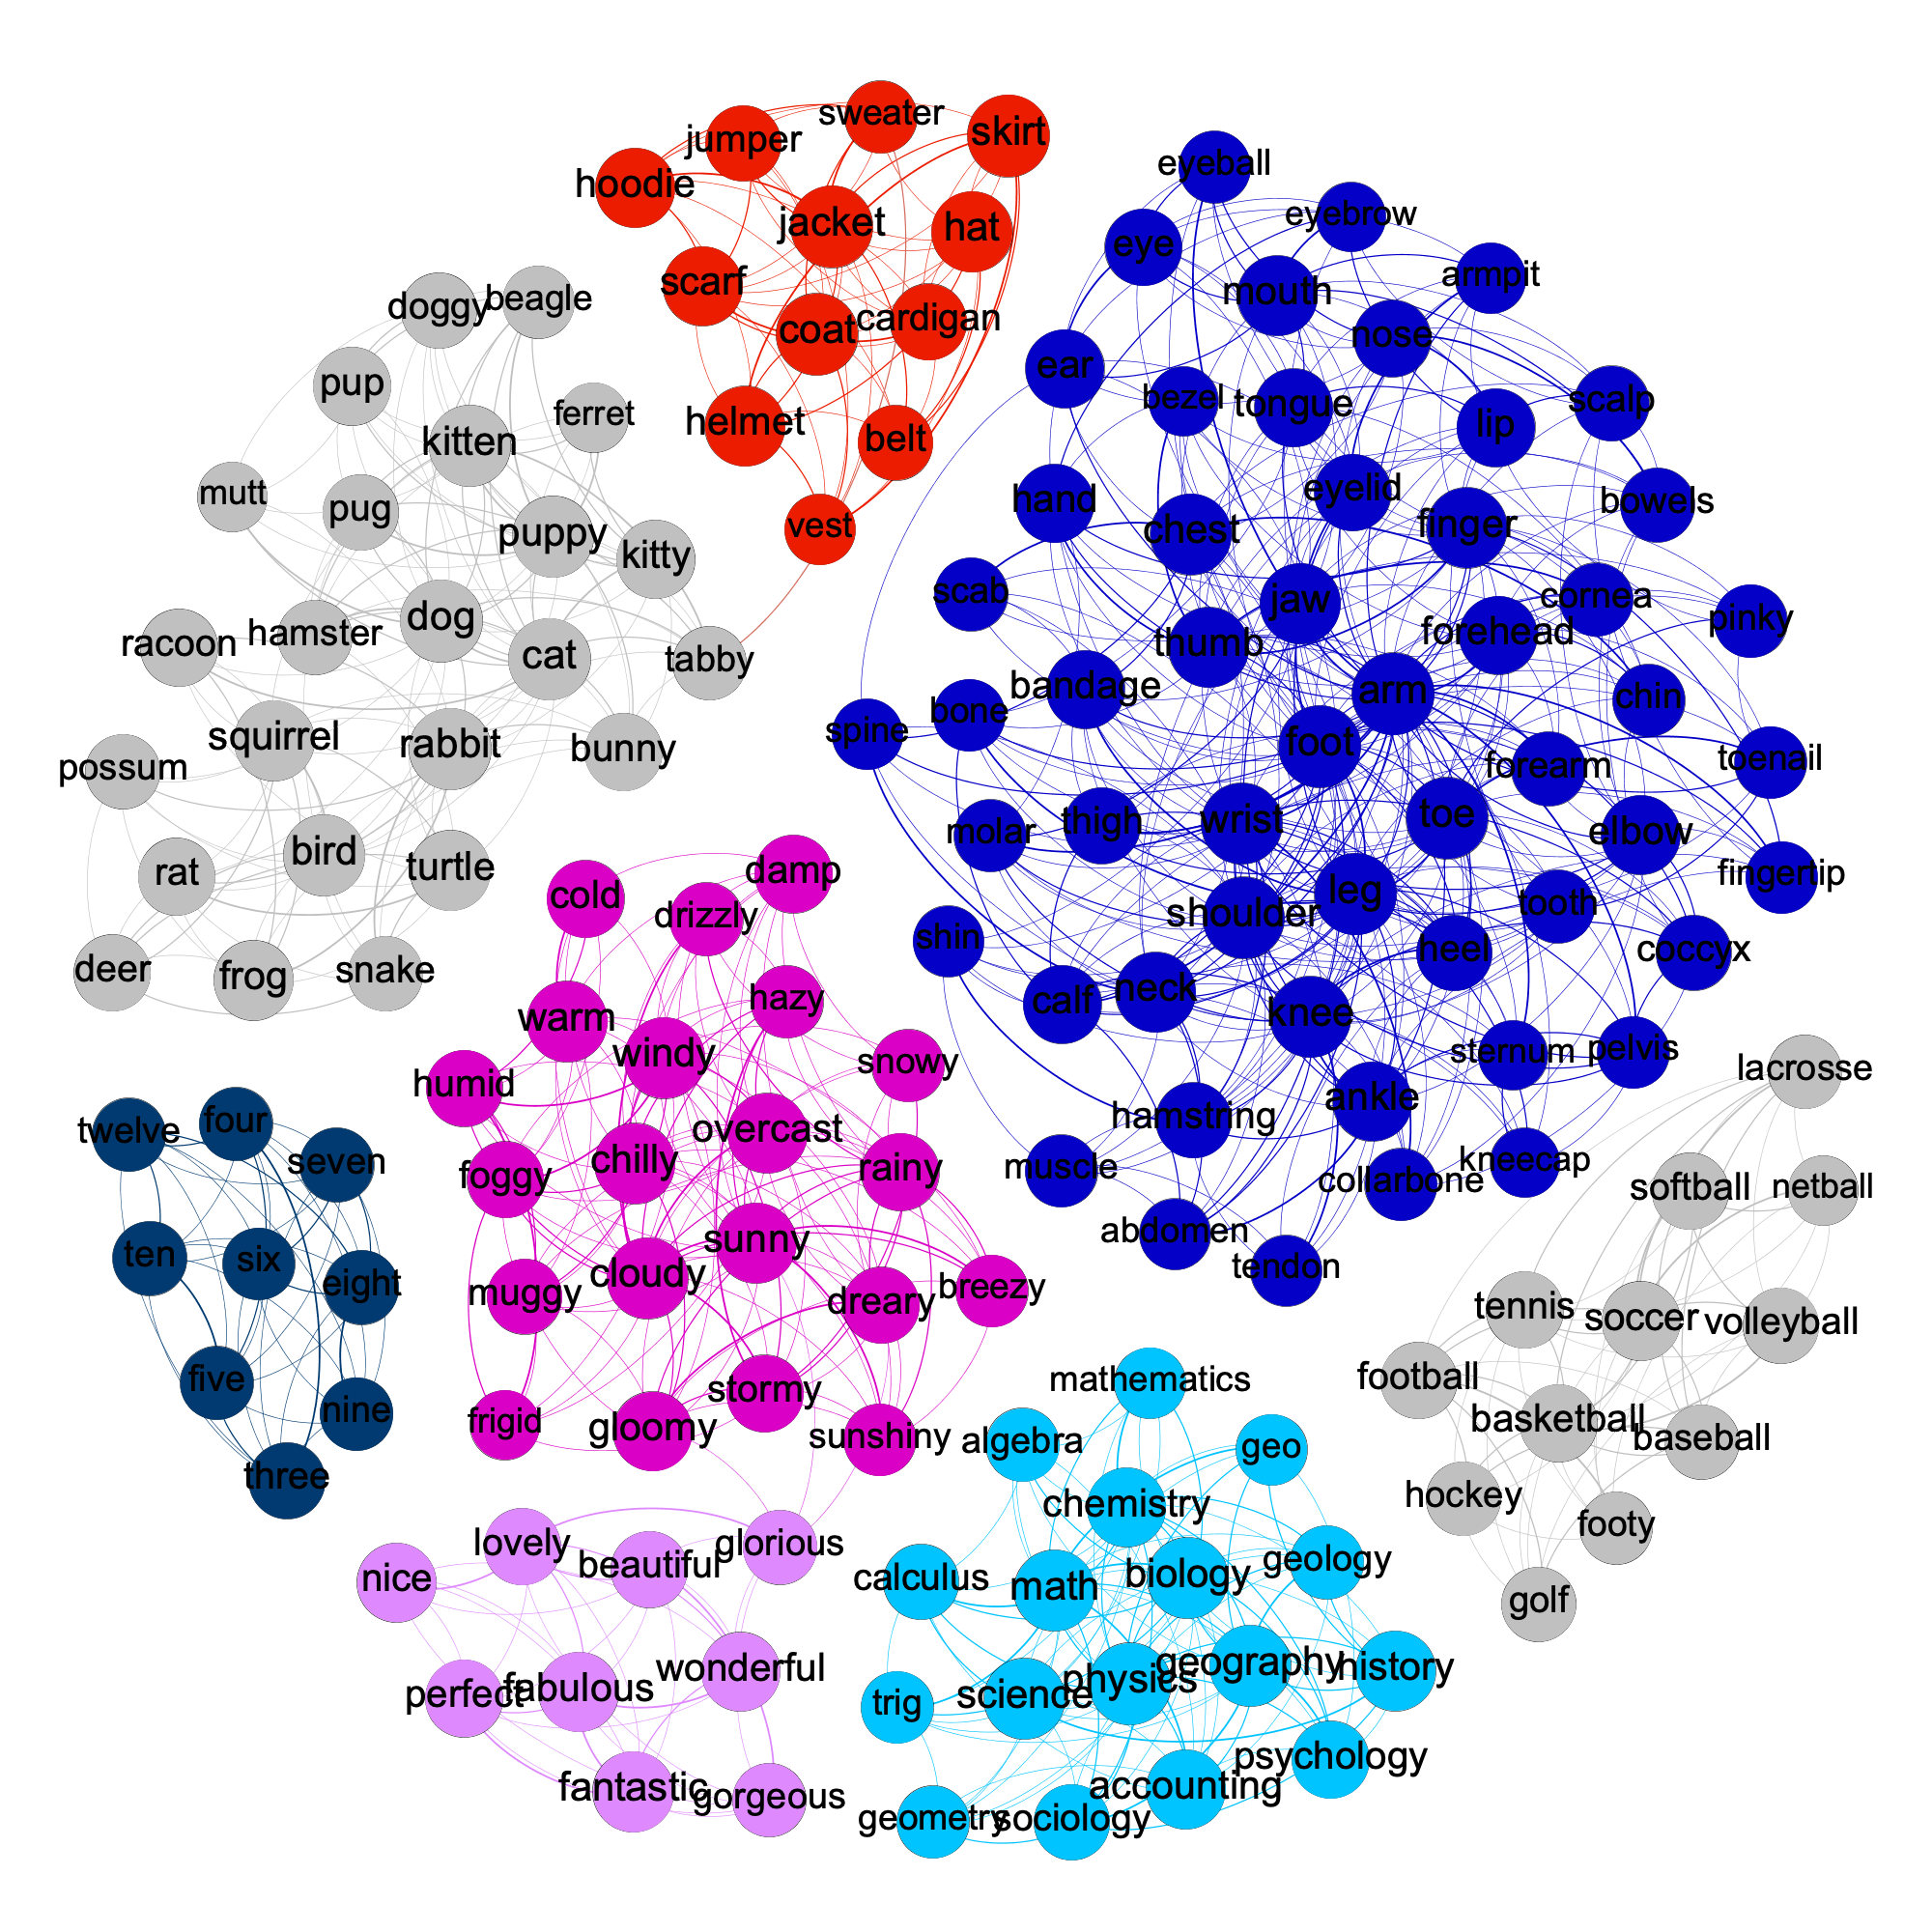 sweater
jumper
skirt
hoodie
jacket
hat
scarf
coat
cardigan
helmet
belt
vest
eyeball
eyebrow
eye
armpit
mouth
nose
ear
bezel
tongue
lip
scalp
hand
eyelid
bowels
chest
finger
scab
jaw
cornea
pinky
thumb
forehead
bandage
arm
chin
bone
spine
foot
forearm
toenail
molar
thigh
wrist
toe
elbow
fingertip
shoulder
leg
tooth
shin
heel
coccyx
calf
neck
knee
sternum
pelvis
hamstring
ankle
muscle
collarbone
kneecap
abdomen
tendon
doggy
beagle
pup
ferret
kitten
mutt
pug
puppy
kitty
racoon
hamster
dog
cat
tabby
squirrel
rabbit
bunny
possum
rat
bird
turtle
deer
frog
snake
cold
damp
drizzly
warm
hazy
windy
snowy
humid
overcast
foggy
chilly
rainy
sunny
muggy
cloudy
dreary
breezy
stormy
frigid
gloomy
sunshiny
twelve
four
seven
ten
six
eight
five
nine
three
lacrosse
softball
netball
tennis
soccer
volleyball
football
basketball
baseball
hockey
footy
golf
lovely
beautiful
glorious
nice
perfect
fabulous
wonderful
fantastic
gorgeous
mathematics
algebra
geo
chemistry
calculus
math
biology
geology
trig
science
physics
geography
history
psychology
accounting
geometry
sociology